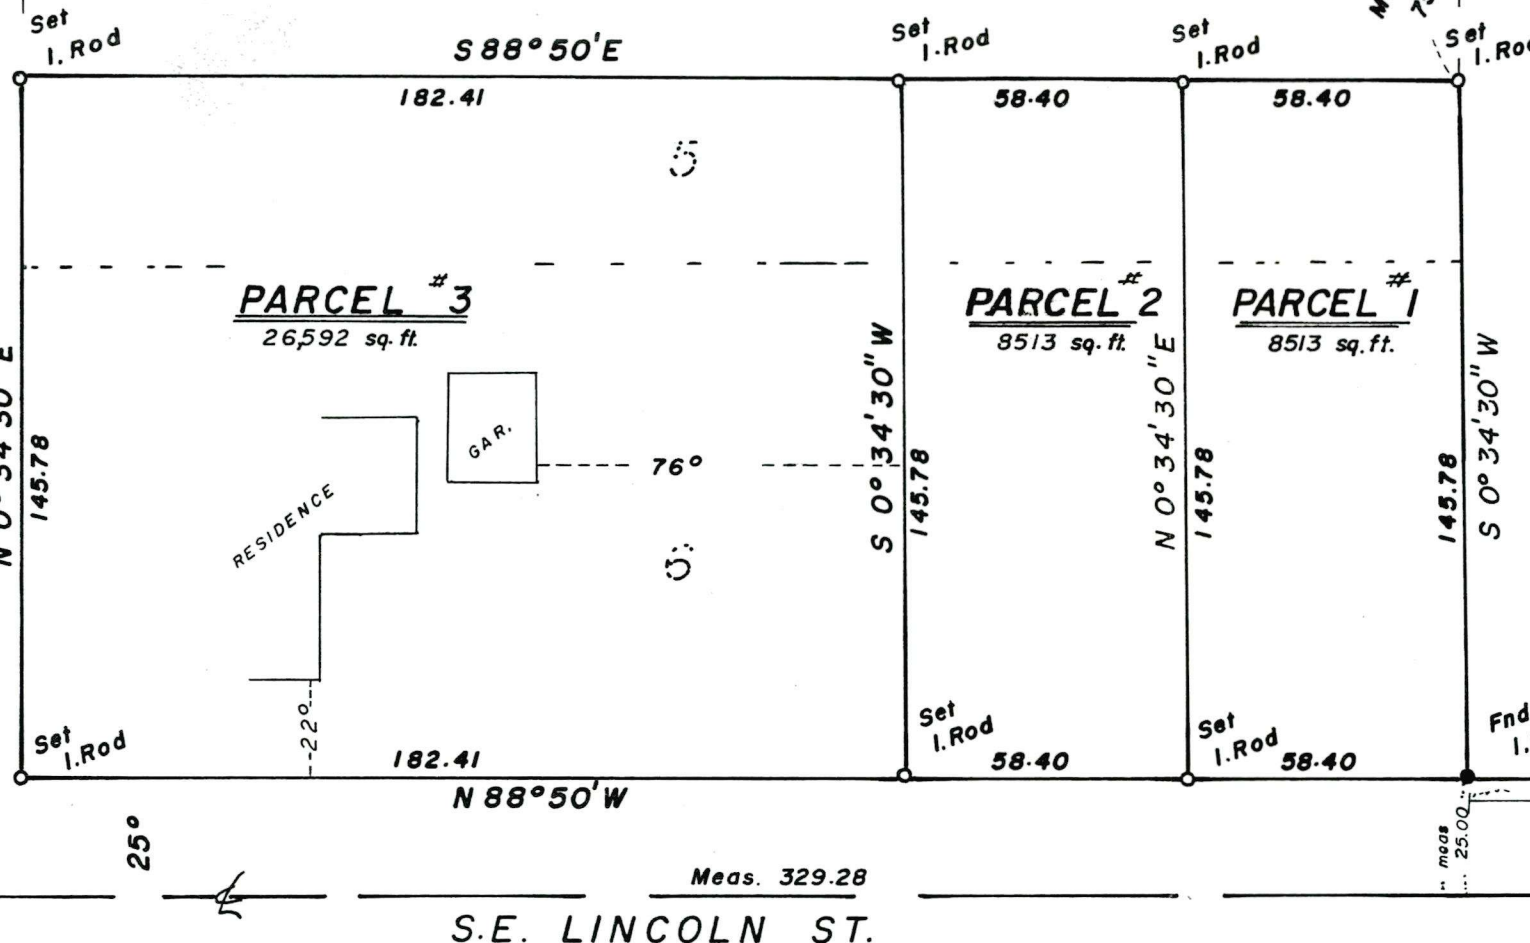 Set
I. Rod
S 88° 50' E
Set
I. Rod
Set
I. Rod
Set
182.41
58.40
58.40
5
PARCEL #3
26,592 sq. ft.
PARCEL #2
8513 sq. ft.
PARCEL #1
8513 sq. ft.
GAR.
RESIDENCE
76°
N 0° 34' 30" E
145.78
S 0° 34' 30" W
145.78
N 0° 34' 30" E
145.78
145.78
S 0° 34' 30" W
22°
Set
I. Rod
Set
I. Rod
Set
I. Rod
Fnd
182.41
58.40
58.40
N 88° 50' W
25°
meas
25.00
Meas. 329.28
S.E. LINCOLN ST.